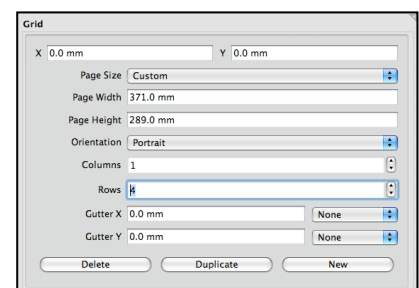 Grid
X 0.0 mm Y 0.0 mm
Page Size Custom
Page Width 371.0 mm
Page Height 289.0 mm
Orientation Portrait
Columns 1
Rows 4
Gutter X 0.0 mm None
Gutter Y 0.0 mm None
Delete Duplicate New